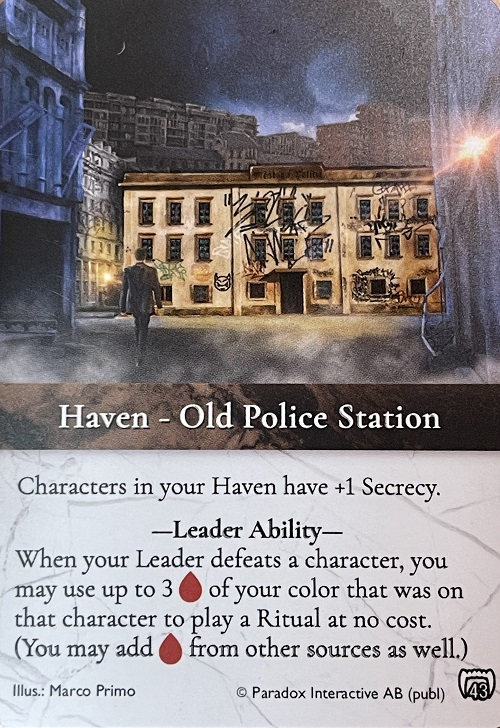 Haven - Old Police Station
Characters in your Haven have +1 Secrecy.
—Leader Ability—
When your Leader defeats a character, you
may use up to 3 of your color that was on
that character to play a Ritual at no cost.
(You may add from other sources as well.)
Illus.: Marco Primo © Paradox Interactive AB (publ) 43